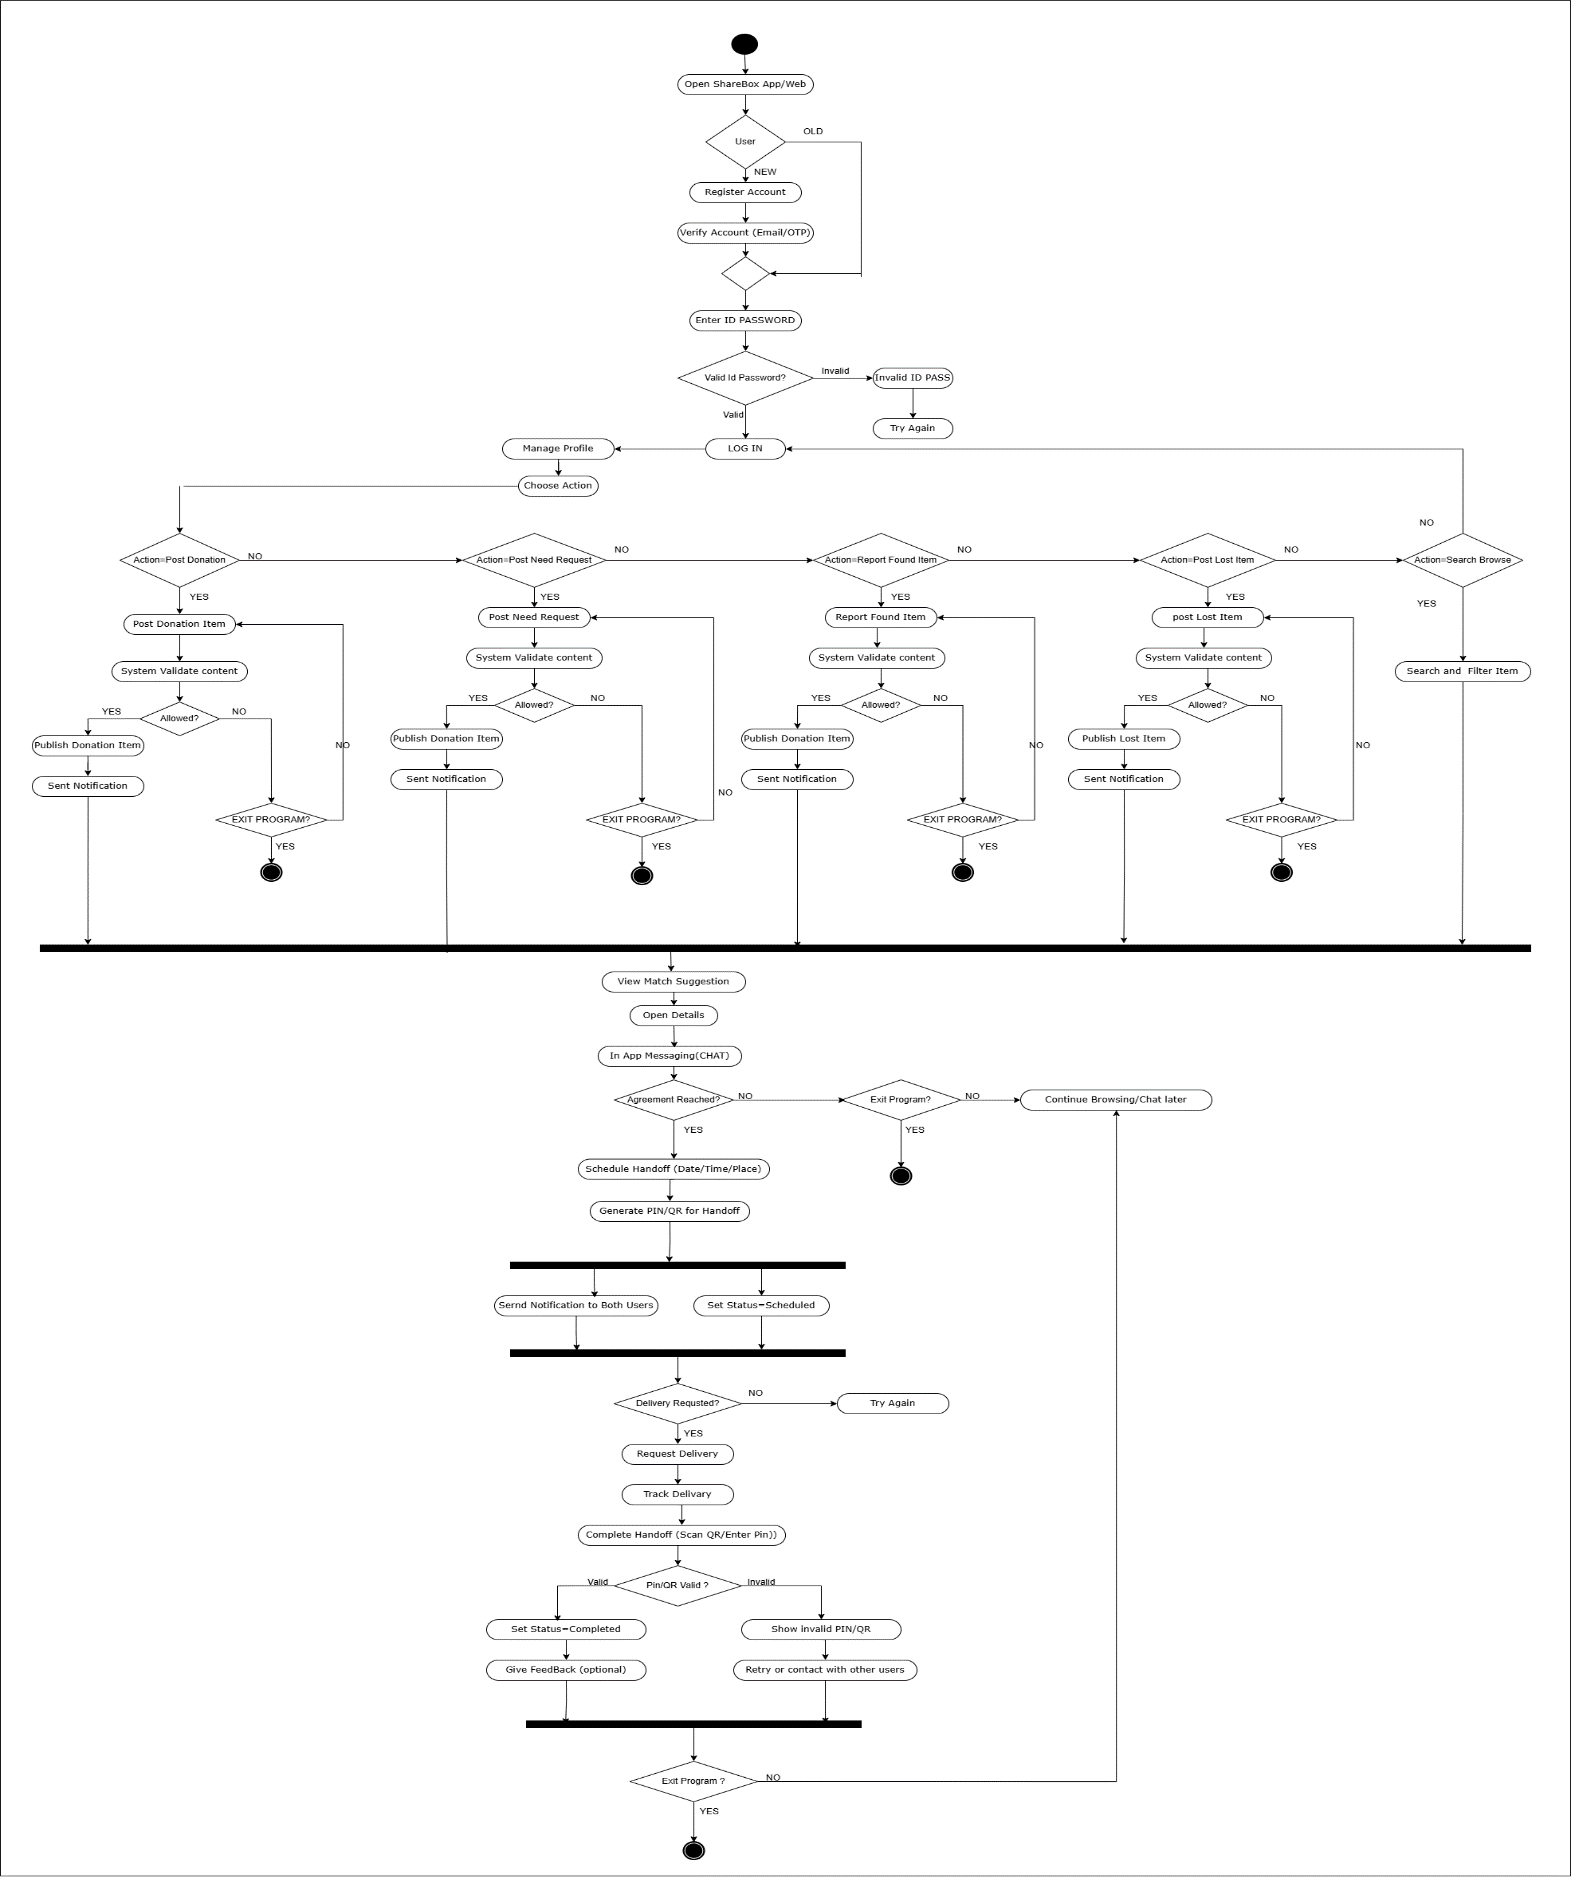 Open ShareBox App/Web
User
OLD
NEW
Register Account
Verify Account (Email/OTP)
Enter ID PASSWORD
Valid Id Password?
Invalid
Invalid ID PASS
Valid
Try Again
Manage Profile
LOG IN
Choose Action
NO
Action=Post Donation
NO
Action=Post Need Request
NO
Action=Report Found Item
NO
Action=Post Lost Item
NO
Action=Search Browse
YES
YES
YES
YES
YES
Post Donation Item
Post Need Request
Report Found Item
post Lost Item
System Validate content
System Validate content
System Validate content
System Validate content
Search and  Filter Item
YES
Allowed?
NO
YES
Allowed?
NO
YES
Allowed?
NO
YES
Allowed?
NO
Publish Donation Item
Publish Donation Item
Publish Donation Item
Publish Lost Item
NO
NO
NO
NO
Sent Notification
Sent Notification
Sent Notification
Sent Notification
EXIT PROGRAM?
EXIT PROGRAM?
EXIT PROGRAM?
EXIT PROGRAM?
YES
YES
YES
YES
View Match Suggestion
Open Details
In App Messaging(CHAT)
Agreement Reached?
NO
Exit Program?
NO
Continue Browsing/Chat later
YES
YES
Schedule Handoff (Date/Time/Place)
Generate PIN/QR for Handoff
Sernd Notification to Both Users
Set Status=Scheduled
Delivery Requsted?
NO
Try Again
YES
Request Delivery
Track Delivary
Complete Handoff (Scan QR/Enter Pin))
Valid
Pin/QR Valid ?
Invalid
Set Status=Completed
Show invalid PIN/QR
Give FeedBack (optional)
Retry or contact with other users
Exit Program ?
NO
YES